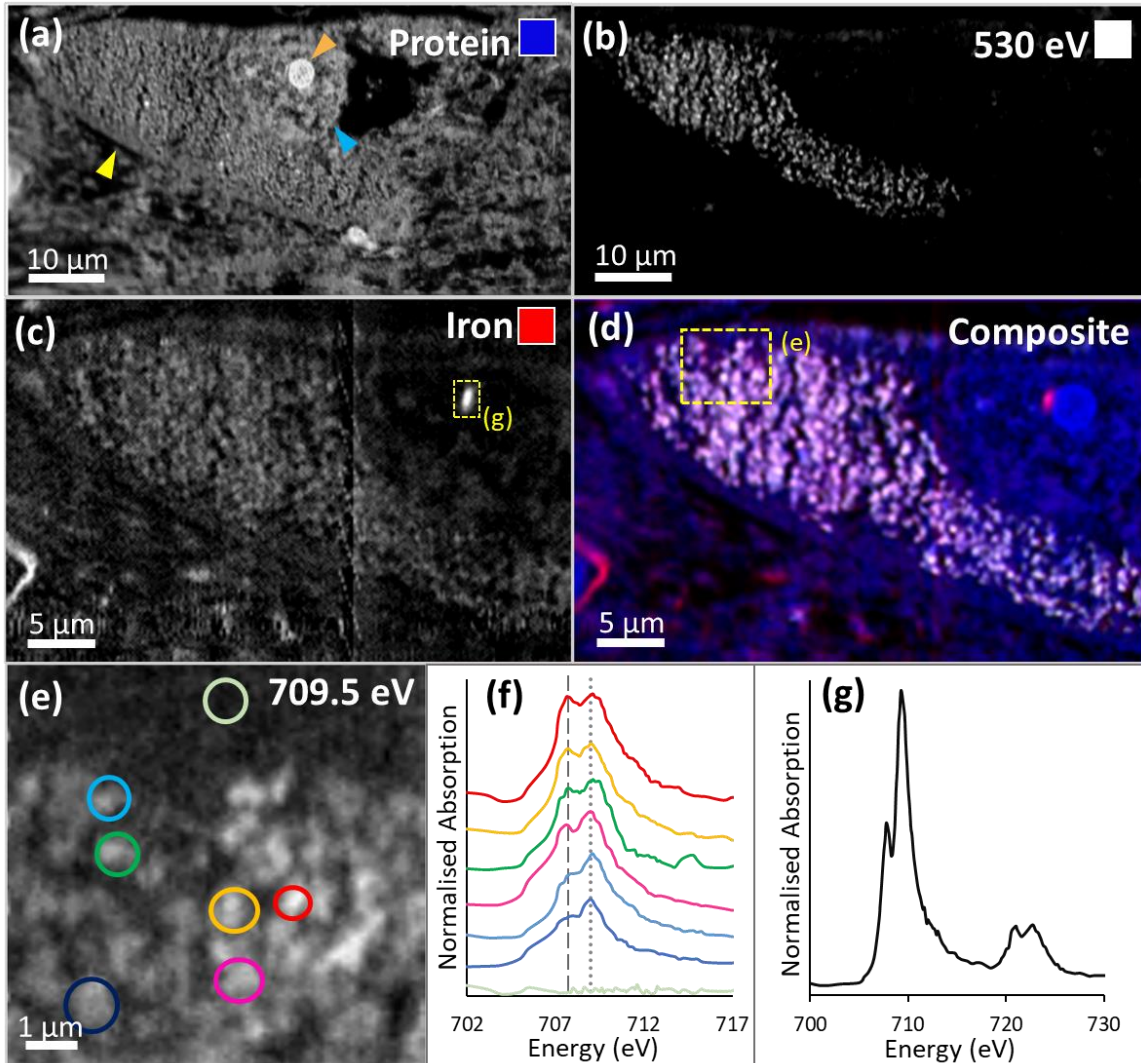 (a) Protein
10 μm
(b) 530 eV
10 μm
(c) Iron
(g)
5 μm
(d) Composite
(e)
5 μm
(e) 709.5 eV
1 μm
(f)
Normalised Absorption
702 707 712 717
Energy (eV)
(g)
Normalised Absorption
700 710 720 730
Energy (eV)